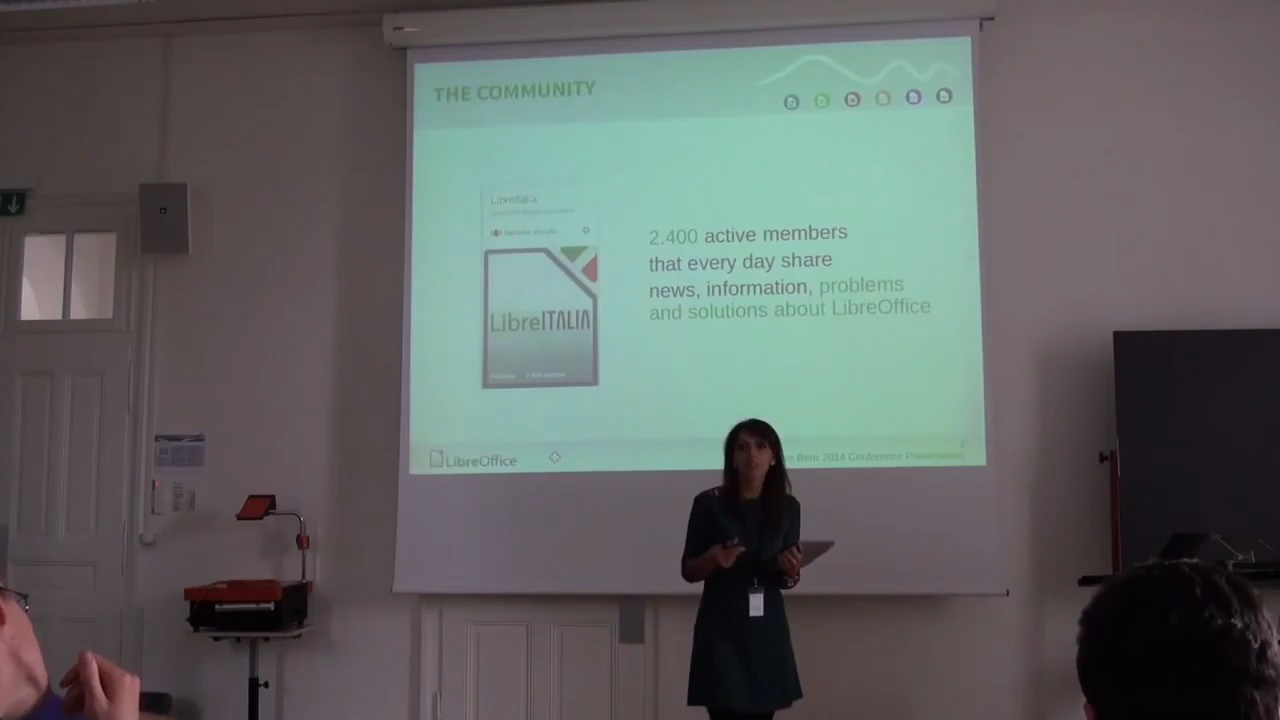 THE COMMUNITY
LibreItalia
2.400 active members
that every day share
news, information, problems
and solutions about LibreOffice
LibreITALIA
LibreOffice
Bern 2014 Conference Presentation